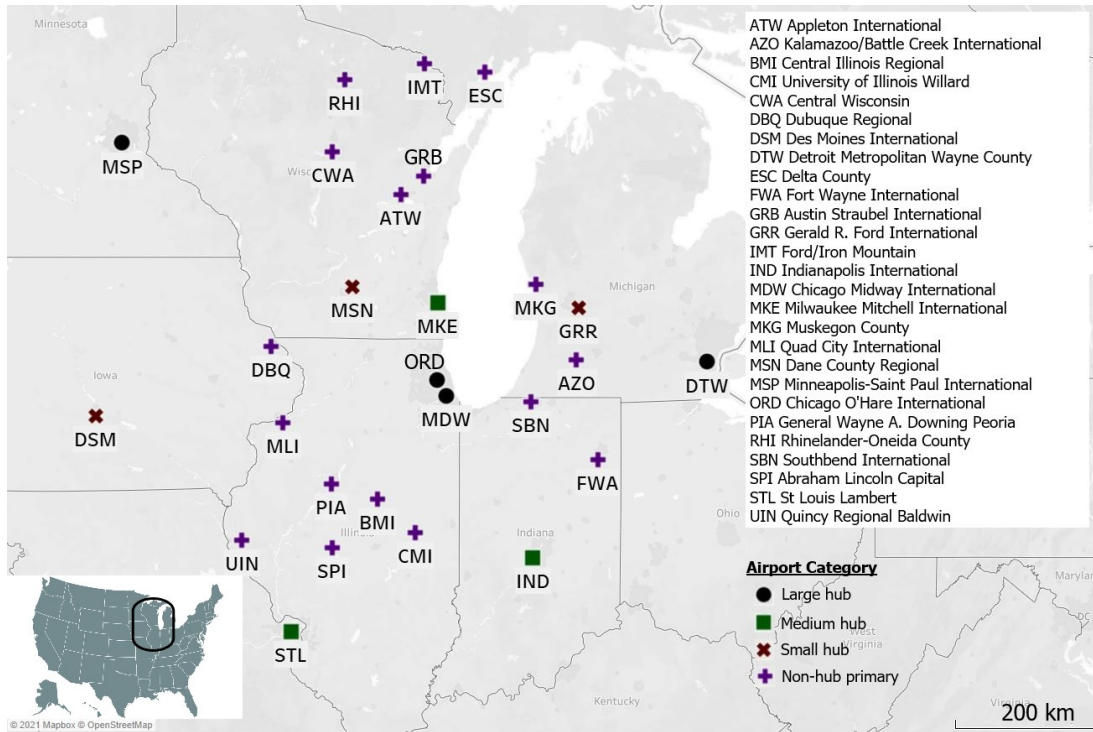 Minnesota
IMT
ESC
RHI
MSP
GRB
Wisc
CWA
ATW
MSN
MKE
MKG
Michigan
GRR
ORD
Iowa
DBQ
AZO
DTW
MDW
DSM
SBN
MLI
FWA
PIA
BMI
Illinois
Ohio
UIN
SPI
CMI
Indiana
IND
STL
West
Virginia
Maryland
DC
Kentucky
Virginia
ATW Appleton International
AZO Kalamazoo/Battle Creek International
BMI Central Illinois Regional
CMI University of Illinois Willard
CWA Central Wisconsin
DBQ Dubuque Regional
DSM Des Moines International
DTW Detroit Metropolitan Wayne County
ESC Delta County
FWA Fort Wayne International
GRB Austin Straubel International
GRR Gerald R. Ford International
IMT Ford/Iron Mountain
IND Indianapolis International
MDW Chicago Midway International
MKE Milwaukee Mitchell International
MKG Muskegon County
MLI Quad City International
MSN Dane County Regional
MSP Minneapolis-Saint Paul International
ORD Chicago O'Hare International
PIA General Wayne A. Downing Peoria
RHI Rhinelander-Oneida County
SBN Southbend International
SPI Abraham Lincoln Capital
STL St Louis Lambert
UIN Quincy Regional Baldwin
Airport Category
Large hub
Medium hub
Small hub
Non-hub primary
© 2021 Mapbox © OpenStreetMap
200 km